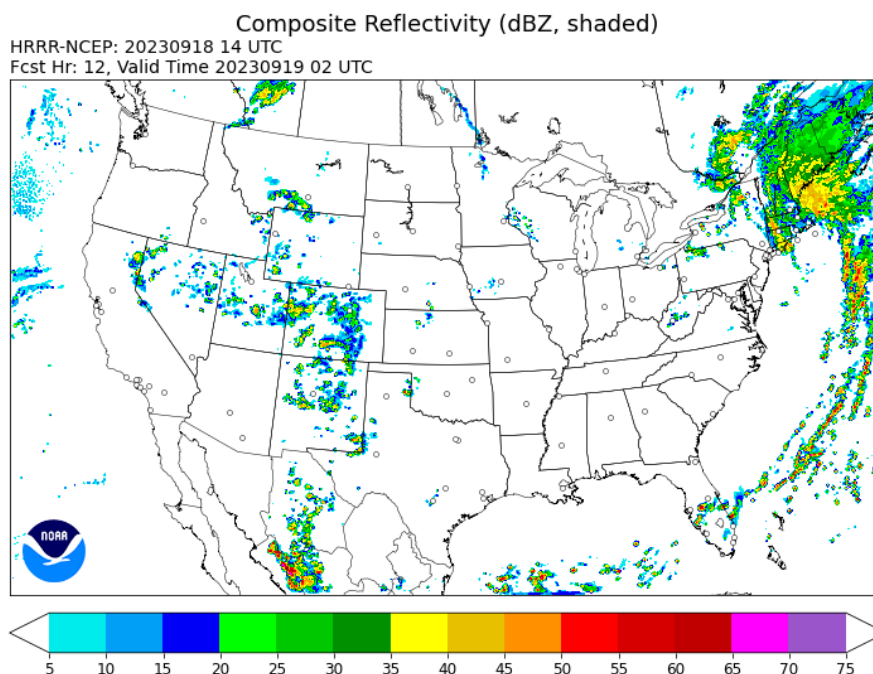 Composite Reflectivity (dBZ, shaded)
HRRR-NCEP: 20230918 14 UTC
Fcst Hr: 12, Valid Time 20230919 02 UTC
NOAA
5 10 15 20 25 30 35 40 45 50 55 60 65 70 75